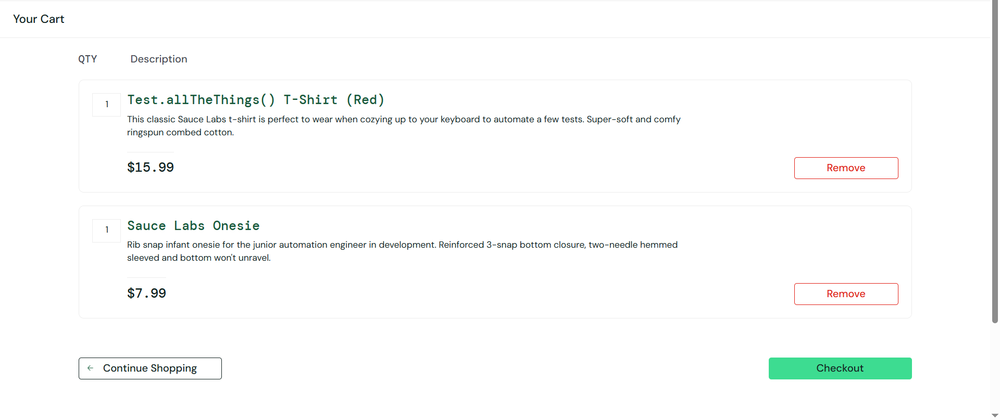 Your Cart
QTY Description
1 Test.allTheThings() T-Shirt (Red)
This classic Sauce Labs t-shirt is perfect to wear when cozying up to your keyboard to automate a few tests. Super-soft and comfy
ringspun combed cotton.
$15.99 Remove
1 Sauce Labs Onesie
Rib snap infant onesie for the junior automation engineer in development. Reinforced 3-snap bottom closure, two-needle hemmed
sleeved and bottom won't unravel.
$7.99 Remove
Continue Shopping Checkout